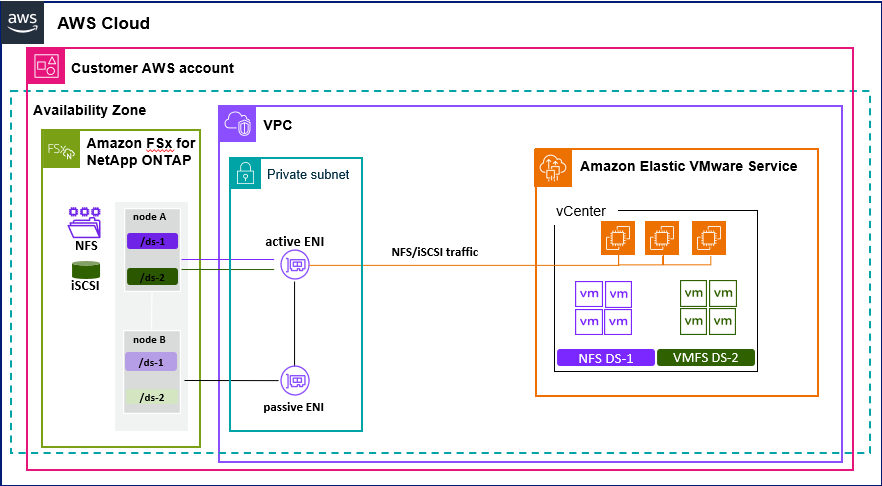 aws
AWS Cloud
Customer AWS account
Availability Zone
VPC
FSx
Amazon FSx for
NetApp ONTAP
Private subnet
Amazon Elastic VMware Service
vCenter
NFS
iSCSI
node A
/ds-1
/ds-2
node B
/ds-1
/ds-2
active ENI
passive ENI
NFS/iSCSI traffic
vm vm
vm vm
vm vm
vm vm
NFS DS-1
VMFS DS-2